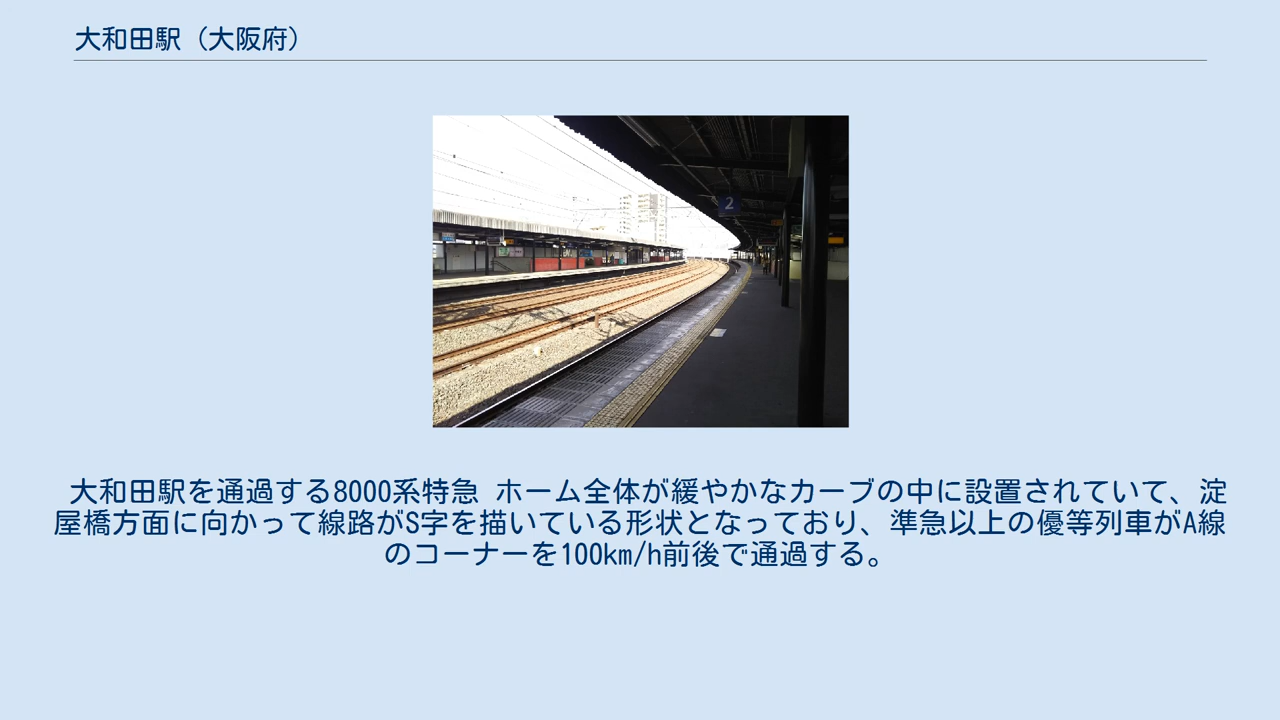 大和田駅（大阪府）
2
大和田駅を通過する8000系特急 ホーム全体が緩やかなカーブの中に設置されていて、淀
屋橋方面に向かって線路がS字を描いている形状となっており、準急以上の優等列車がA線
のコーナーを100km/h前後で通過する。